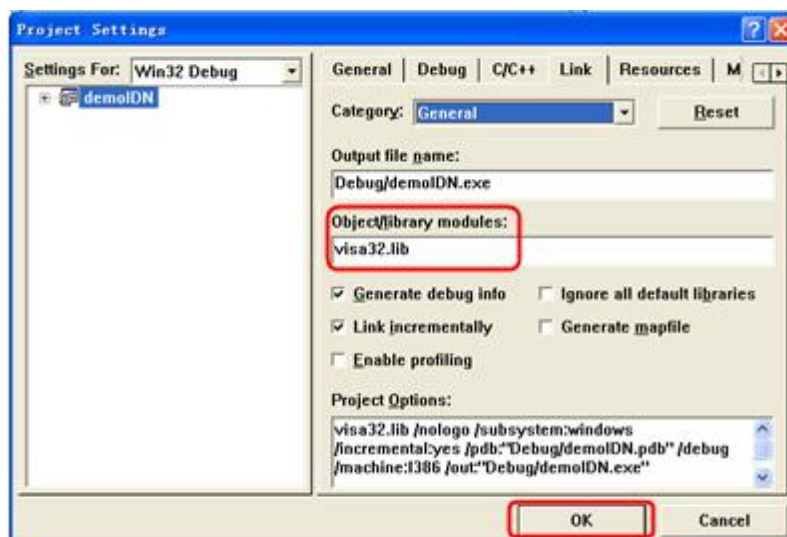 Project Settings
Settings For: Win32 Debug
demoIDN
General Debug C/C++ Link Resources M
Category: General Reset
Output file name:
Debug/demoIDN.exe
Object/library modules:
visa32.lib
Generate debug info Ignore all default libraries
Link incrementally Generate mapfile
Enable profiling
Project Options:
visa32.lib /nologo /subsystem:windows
/incremental:yes /pdb:"Debug/demoIDN.pdb" /debug
/machine:I386 /out:"Debug/demoIDN.exe"
OK Cancel